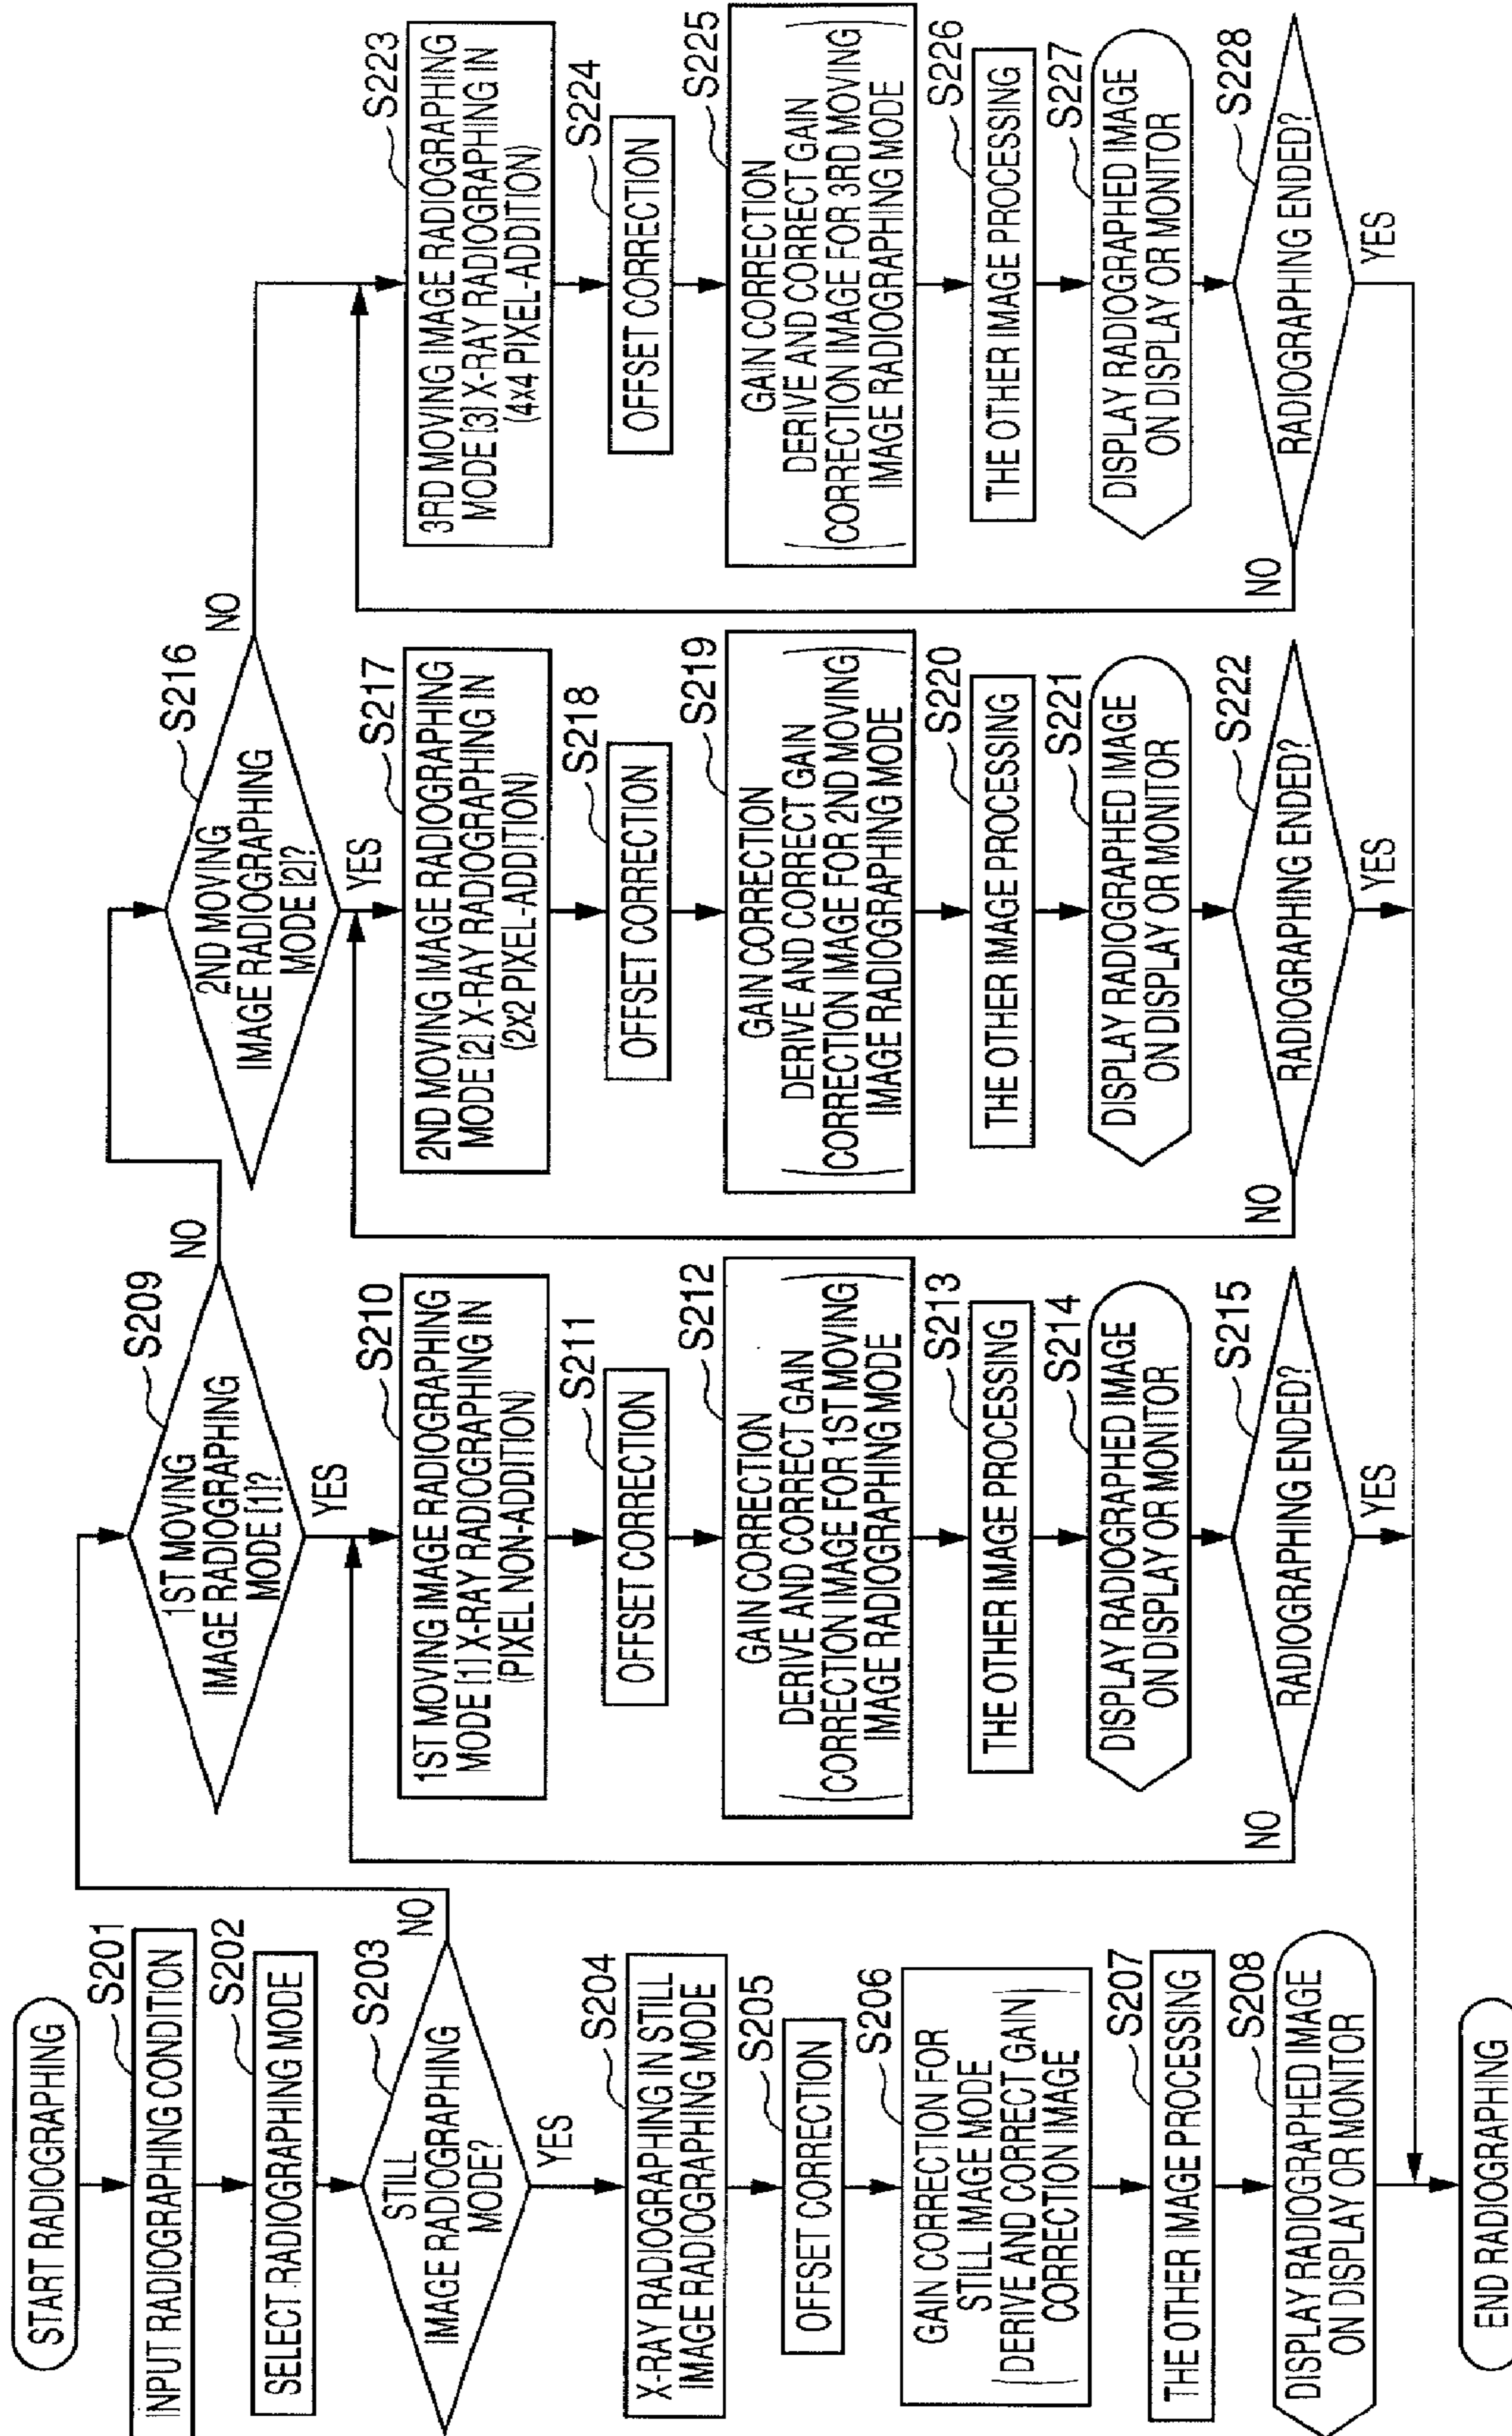 START RADIOGRAPHING
S201
INPUT RADIOGRAPHING CONDITION
S202
SELECT RADIOGRAPHING MODE
S203
STILL
IMAGE RADIOGRAPHING
MODE?
NO
YES
S204
X-RAY RADIOGRAPHING IN STILL
IMAGE RADIOGRAPHING MODE
S205
OFFSET CORRECTION
S206
GAIN CORRECTION FOR
STILL IMAGE MODE
(DERIVE AND CORRECT GAIN
CORRECTION IMAGE)
S207
THE OTHER IMAGE PROCESSING
S208
DISPLAY RADIOGRAPHED IMAGE
ON DISPLAY OR MONITOR
END RADIOGRAPHING
S209
1ST MOVING
IMAGE RADIOGRAPHING
MODE [1]?
NO
YES
S210
1ST MOVING IMAGE RADIOGRAPHING
MODE [1] X-RAY RADIOGRAPHING IN
(PIXEL NON-ADDITION)
S211
OFFSET CORRECTION
S212
GAIN CORRECTION
(DERIVE AND CORRECT GAIN
CORRECTION IMAGE FOR 1ST MOVING
IMAGE RADIOGRAPHING MODE)
S213
THE OTHER IMAGE PROCESSING
S214
DISPLAY RADIOGRAPHED IMAGE
ON DISPLAY OR MONITOR
S215
RADIOGRAPHING ENDED?
NO
YES
S216
2ND MOVING
IMAGE RADIOGRAPHING
MODE [2]?
NO
YES
S217
2ND MOVING IMAGE RADIOGRAPHING
MODE [2] X-RAY RADIOGRAPHING IN
(2×2 PIXEL-ADDITION)
S218
OFFSET CORRECTION
S219
GAIN CORRECTION
(DERIVE AND CORRECT GAIN
CORRECTION IMAGE FOR 2ND MOVING
IMAGE RADIOGRAPHING MODE)
S220
THE OTHER IMAGE PROCESSING
S221
DISPLAY RADIOGRAPHED IMAGE
ON DISPLAY OR MONITOR
S222
RADIOGRAPHING ENDED?
NO
YES
S223
3RD MOVING IMAGE RADIOGRAPHING
MODE [3] X-RAY RADIOGRAPHING IN
(4×4 PIXEL-ADDITION)
S224
OFFSET CORRECTION
S225
GAIN CORRECTION
(DERIVE AND CORRECT GAIN
CORRECTION IMAGE FOR 3RD MOVING
IMAGE RADIOGRAPHING MODE)
S226
THE OTHER IMAGE PROCESSING
S227
DISPLAY RADIOGRAPHED IMAGE
ON DISPLAY OR MONITOR
S228
RADIOGRAPHING ENDED?
NO
YES